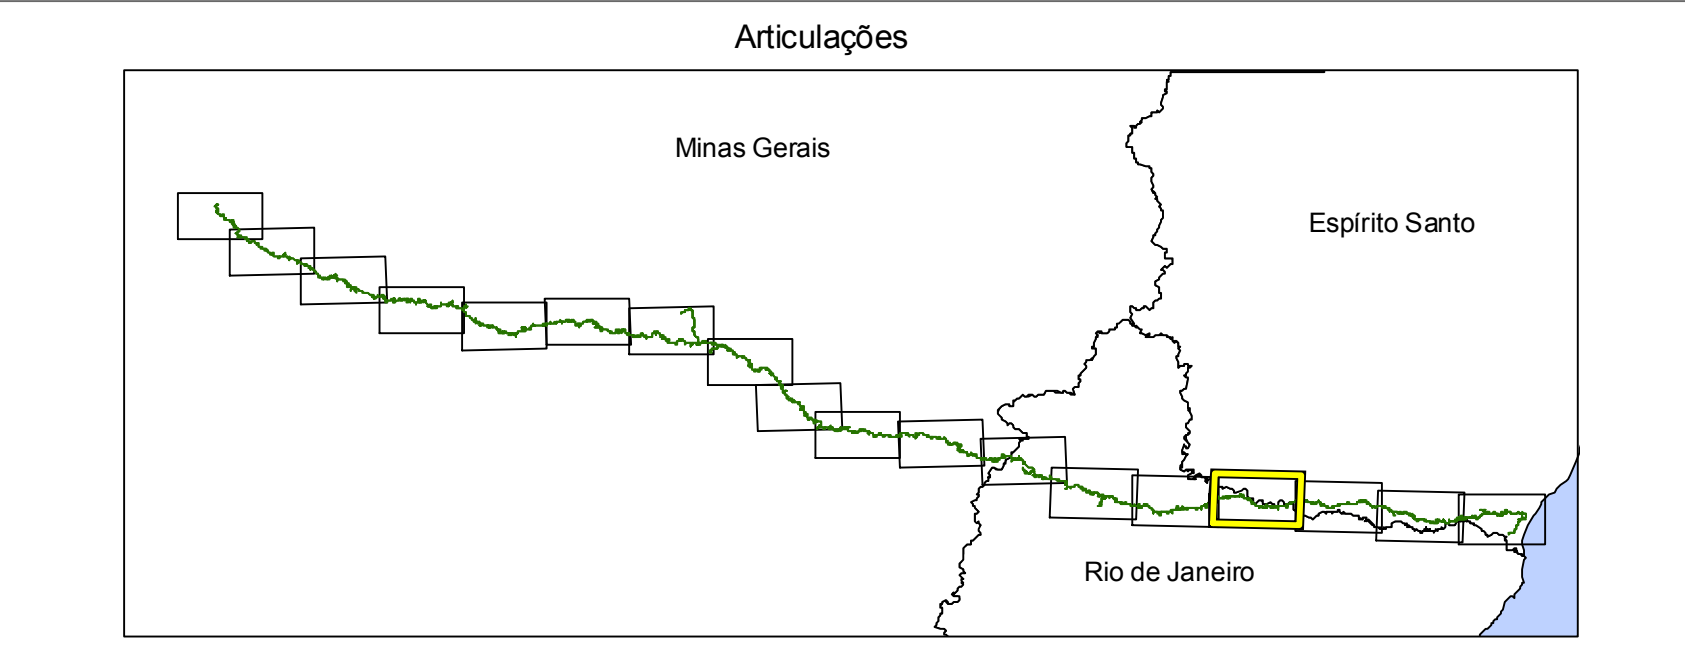 Articulações
Minas Gerais
Espírito Santo
Rio de Janeiro